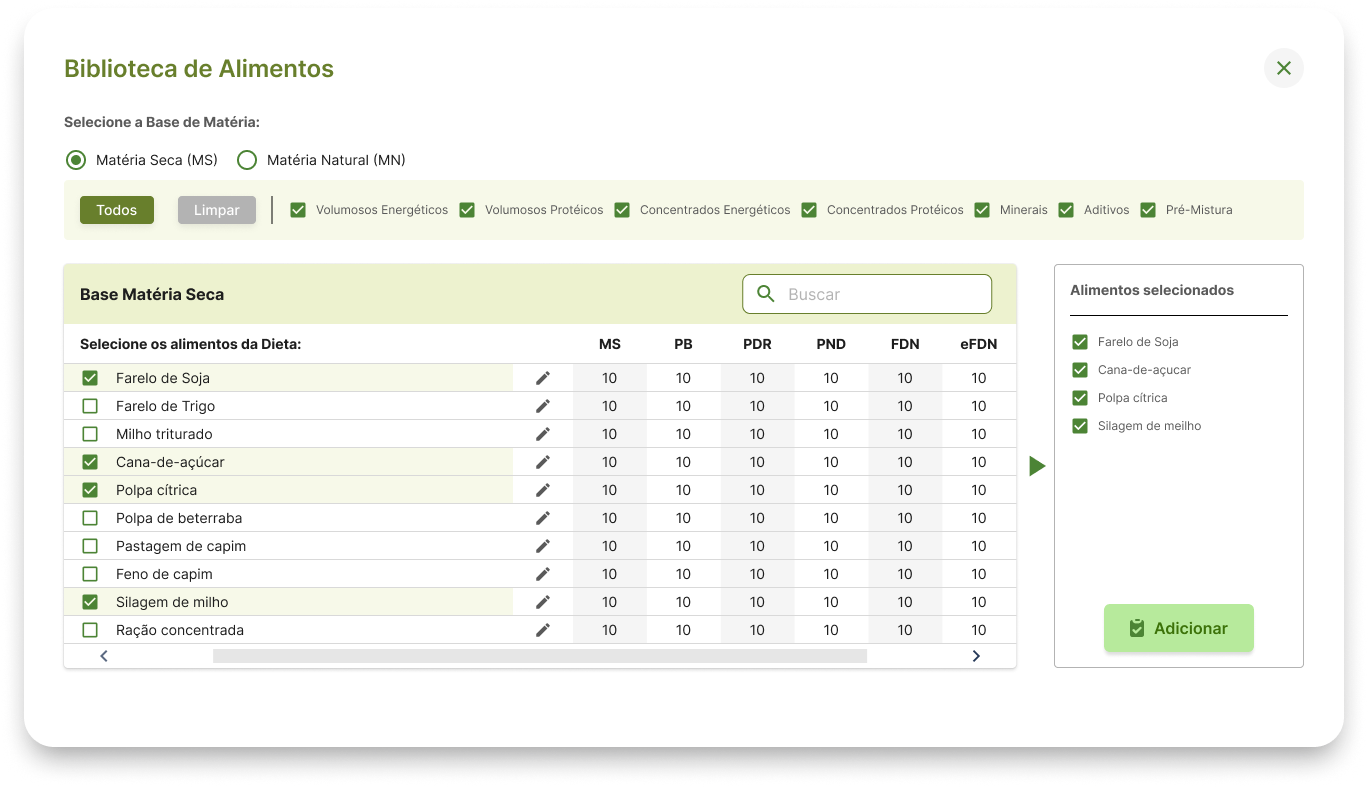 Biblioteca de Alimentos
Selecione a Base de Matéria:
Matéria Seca (MS) Matéria Natural (MN)
Todos Limpar Volumosos Energéticos Volumosos Protéicos Concentrados Energéticos Concentrados Protéicos Minerais Aditivos Pré-Mistura
Base Matéria Seca Buscar
Selecione os alimentos da Dieta: MS PB PDR PND FDN eFDN
Farelo de Soja 10 10 10 10 10 10
Farelo de Trigo 10 10 10 10 10 10
Milho triturado 10 10 10 10 10 10
Cana-de-açúcar 10 10 10 10 10 10
Polpa cítrica 10 10 10 10 10 10
Polpa de beterraba 10 10 10 10 10 10
Pastagem de capim 10 10 10 10 10 10
Feno de capim 10 10 10 10 10 10
Silagem de milho 10 10 10 10 10 10
Ração concentrada 10 10 10 10 10 10
Alimentos selecionados
Farelo de Soja
Cana-de-açucar
Polpa cítrica
Silagem de meilho
Adicionar